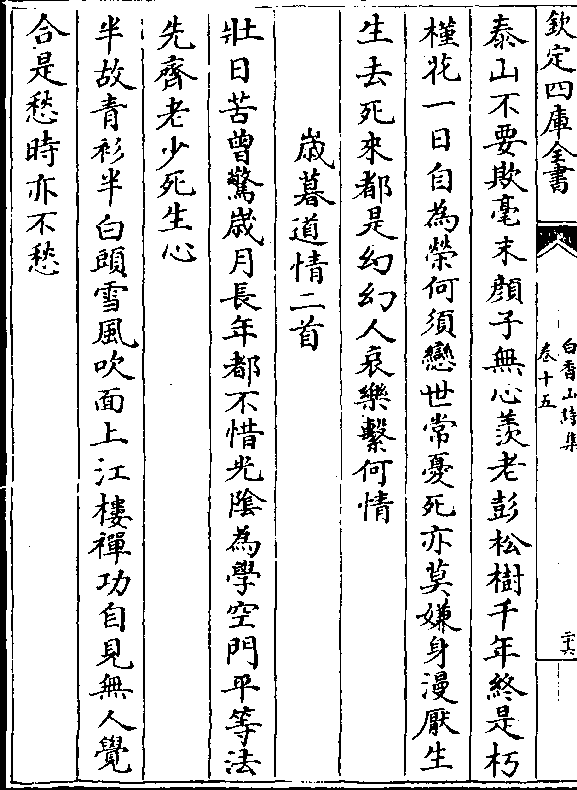 欽定四庫全書
白香山詩集
卷十五
二十六
泰山不要欺毫末顔子無心羨老彭松樹千年終是朽
槿花一日自為榮何須戀世常憂死亦莫嫌身漫厭生
生去死來都是幻幻人哀樂繫何情
歲暮道情二首
壯日苦曾驚歲月長年都不惜光陰為學空門平等法
先齊老少死生心
半故青衫半白頭雪風吹面上江樓禪功自見無人覺
合是愁時亦不愁